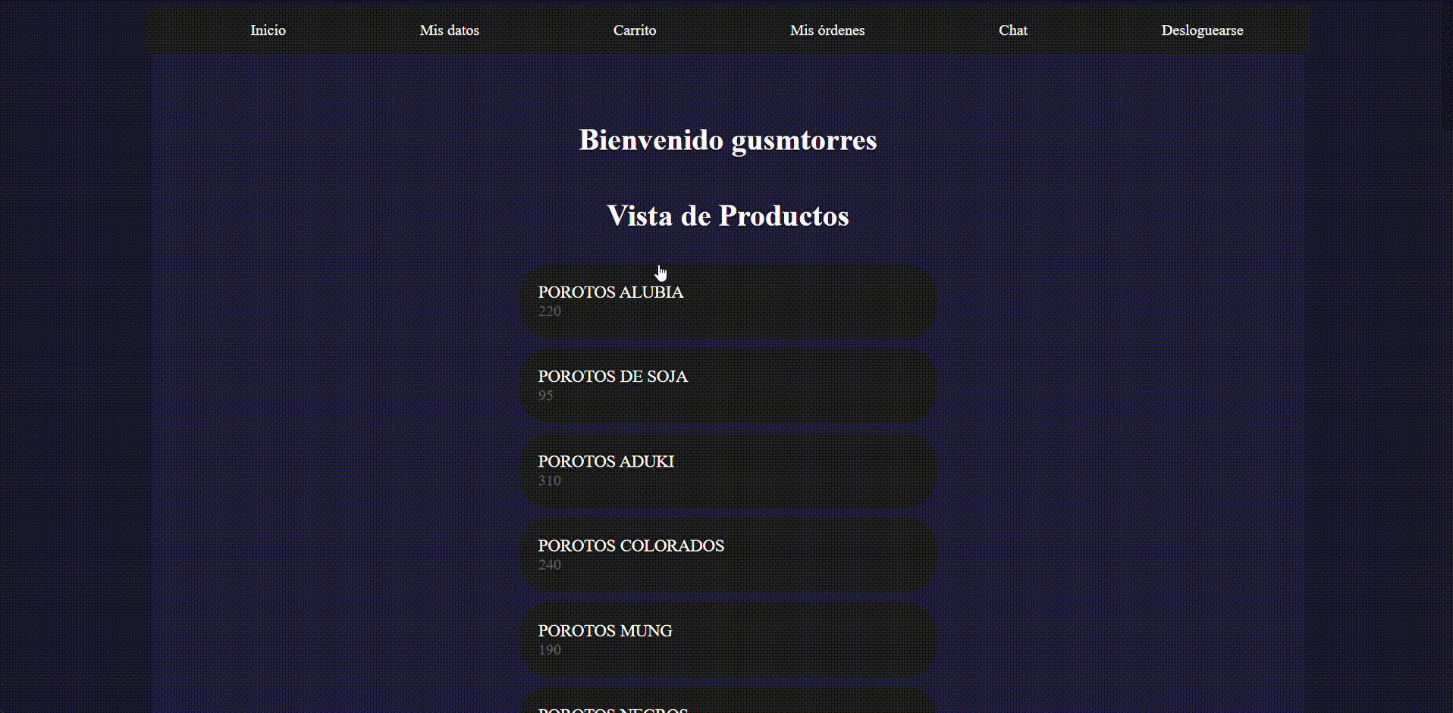 Inicio Mis datos Carrito Mis órdenes Chat Desloguearse
Bienvenido gusmtorres
Vista de Productos
POROTOS ALUBIA
220
POROTOS DE SOJA
95
POROTOS ADUKI
310
POROTOS COLORADOS
240
POROTOS MUNG
190
POROTOS NEGROS